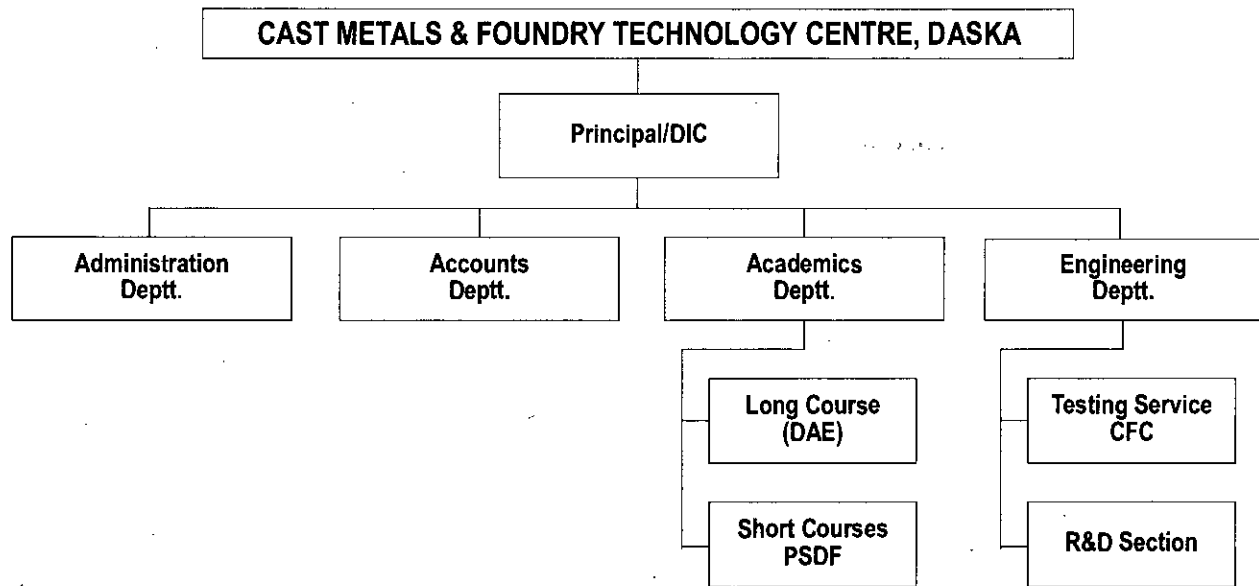 CAST METALS & FOUNDRY TECHNOLOGY CENTRE, DASKA
Principal/DIC
Administration
Deptt.
Accounts
Deptt.
Academics
Deptt.
Engineering
Deptt.
Long Course
(DAE)
Testing Service
CFC
Short Courses
PSDF
R&D Section